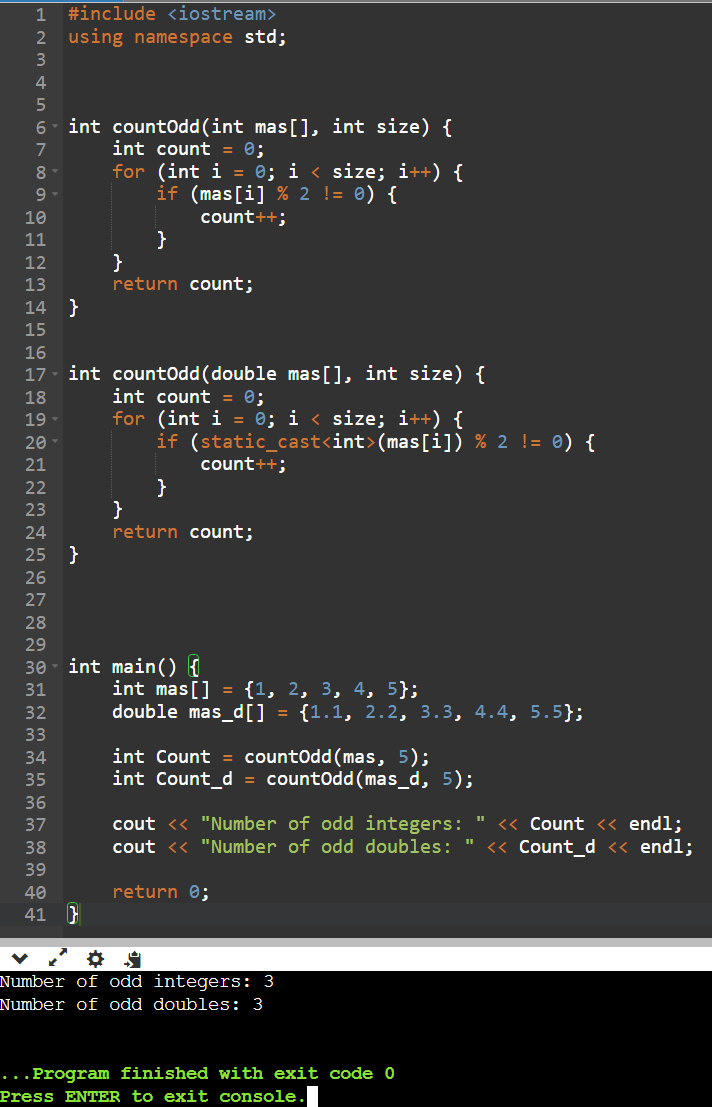 1 #include <iostream>
2 using namespace std;
3
4
5
6 int countOdd(int mas[], int size) {
7     int count = 0;
8     for (int i = 0; i < size; i++) {
9         if (mas[i] % 2 != 0) {
10             count++;
11         }
12     }
13     return count;
14 }
15
16
17 int countOdd(double mas[], int size) {
18     int count = 0;
19     for (int i = 0; i < size; i++) {
20         if (static_cast<int>(mas[i]) % 2 != 0) {
21             count++;
22         }
23     }
24     return count;
25 }
26
27
28
29
30 int main() {
31     int mas[] = {1, 2, 3, 4, 5};
32     double mas_d[] = {1.1, 2.2, 3.3, 4.4, 5.5};
33
34     int Count = countOdd(mas, 5);
35     int Count_d = countOdd(mas_d, 5);
36
37     cout << "Number of odd integers: " << Count << endl;
38     cout << "Number of odd doubles: " << Count_d << endl;
39
40     return 0;
41 }
Number of odd integers: 3
Number of odd doubles: 3
...Program finished with exit code 0
Press ENTER to exit console.